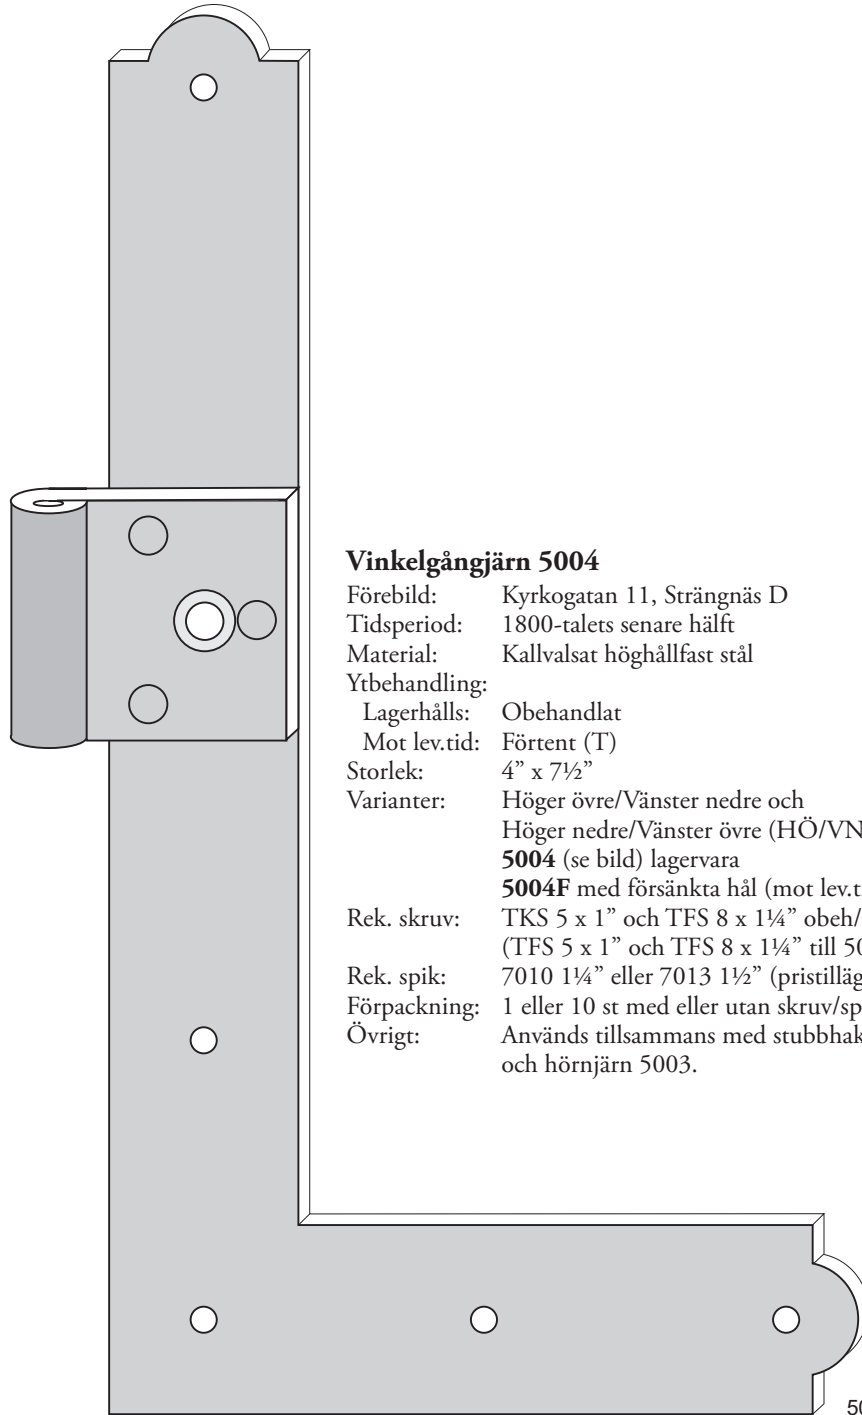 Vinkelgångjärn 5004
Förebild: Kyrkogatan 11, Strängnäs D
Tidsperiod: 1800-talets senare hälft
Material: Kallvalsat höghållfast stål
Ytbehandling:
Lagerhålls: Obehandlat
Mot lev.tid: Förtent (T)
Storlek: 4” x 7½”
Varianter: Höger övre/Vänster nedre och
Höger nedre/Vänster övre (HÖ/VN
5004 (se bild) lagervara
5004F med försänkta hål (mot
Rek. skruv: TKS 5 x 1” och TFS 8 x 1¼” obeh/
(TFS 5 x 1” och TFS 8 x 1¼” till
Rek. spik: 7010 1¼” eller 7013 1½”
Förpackning: 1 eller 10 st med eller utan
Övrigt: Används tillsammans med
och hörnjärn 5003.